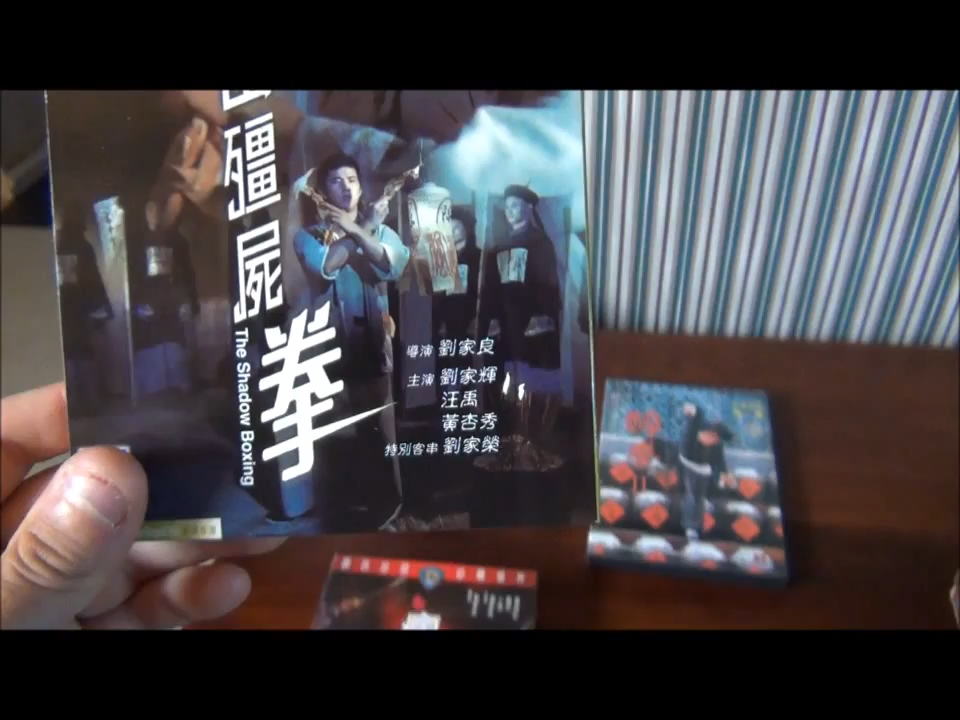 殭屍拳
The Shadow Boxing
導演 劉家良
主演 劉家輝
汪禹
黃杏秀
特別客串 劉家榮